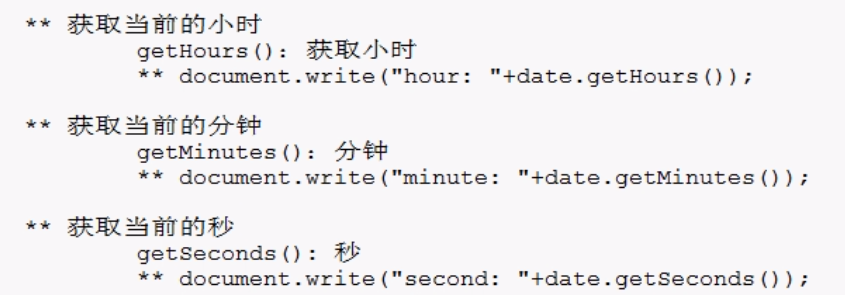 ** 获取当前的小时
getHours(): 获取小时
** document.write("hour: "+date.getHours());
** 获取当前的分钟
getMinutes(): 分钟
** document.write("minute: "+date.getMinutes());
** 获取当前的秒
getSeconds(): 秒
** document.write("second: "+date.getSeconds());